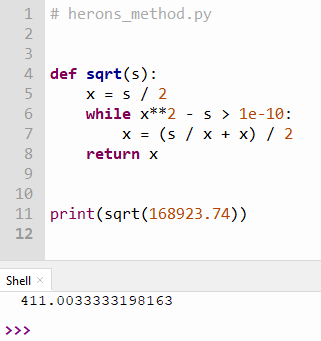 1 # herons_method.py
2
3
4 def sqrt(s):
5     x = s / 2
6     while x**2 - s > 1e-10:
7         x = (s / x + x) / 2
8     return x
9
10
11 print(sqrt(168923.74))
12
Shell ×
411.0033333198163
>>>